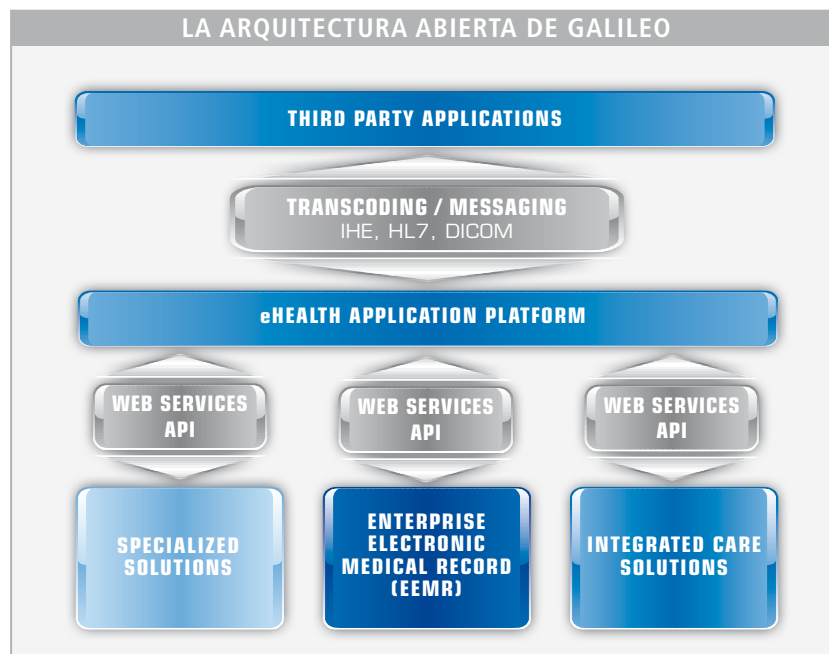 LA ARQUITECTURA ABIERTA DE GALILEO
THIRD PARTY APPLICATIONS
TRANSCODING / MESSAGING
IHE, HL7, DICOM
eHEALTH APPLICATION PLATFORM
WEB SERVICES
API
WEB SERVICES
API
WEB SERVICES
API
SPECIALIZED
SOLUTIONS
ENTERPRISE
ELECTRONIC
MEDICAL RECORD
(EEMR)
INTEGRATED CARE
SOLUTIONS